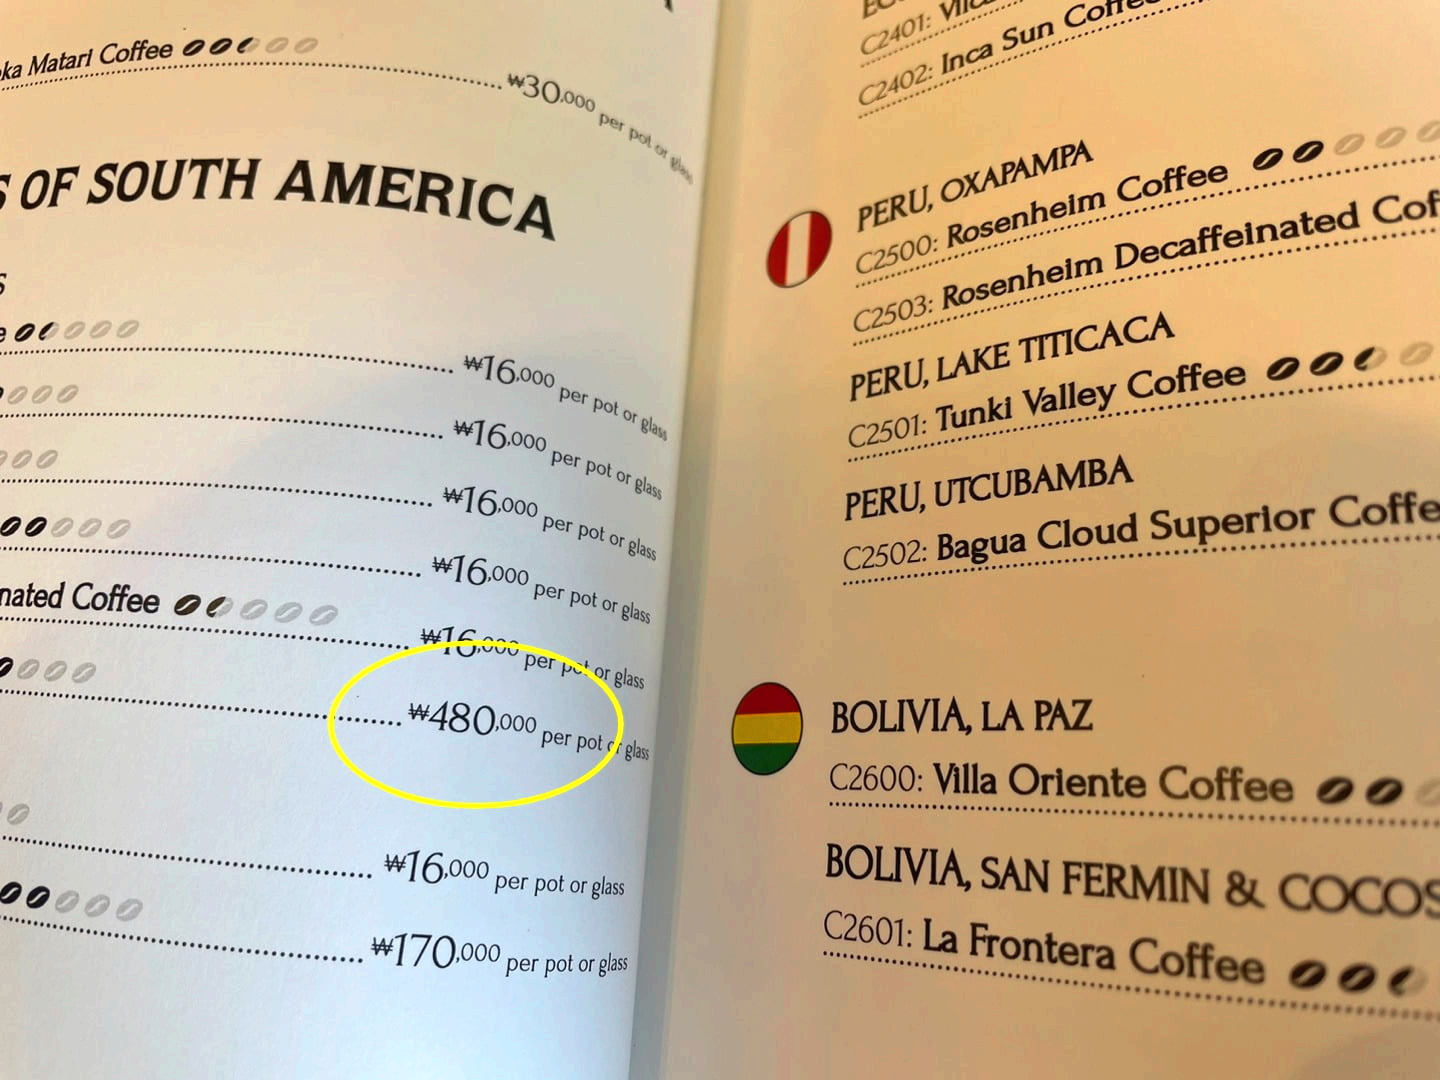 Matari Coffee
₩30,000 per pot or glass
OF SOUTH AMERICA
₩16,000 per pot or glass
₩16,000 per pot or glass
₩16,000 per pot or glass
₩16,000 per pot or glass
Coffee
₩16,000 per pot or glass
₩480,000 per pot or glass
₩16,000 per pot or glass
₩170,000 per pot or glass
C2401:
C2402: Inca Sun Coffee
PERU, OXAPAMPA
C2500: Rosenheim Coffee
C2503: Rosenheim Decaffeinated Cof
PERU, LAKE TITICACA
C2501: Tunki Valley Coffee
PERU, UTCUBAMBA
C2502: Bagua Cloud Superior Coffe
BOLIVIA, LA PAZ
C2600: Villa Oriente Coffee
BOLIVIA, SAN FERMIN & COCOS
C2601: La Frontera Coffee